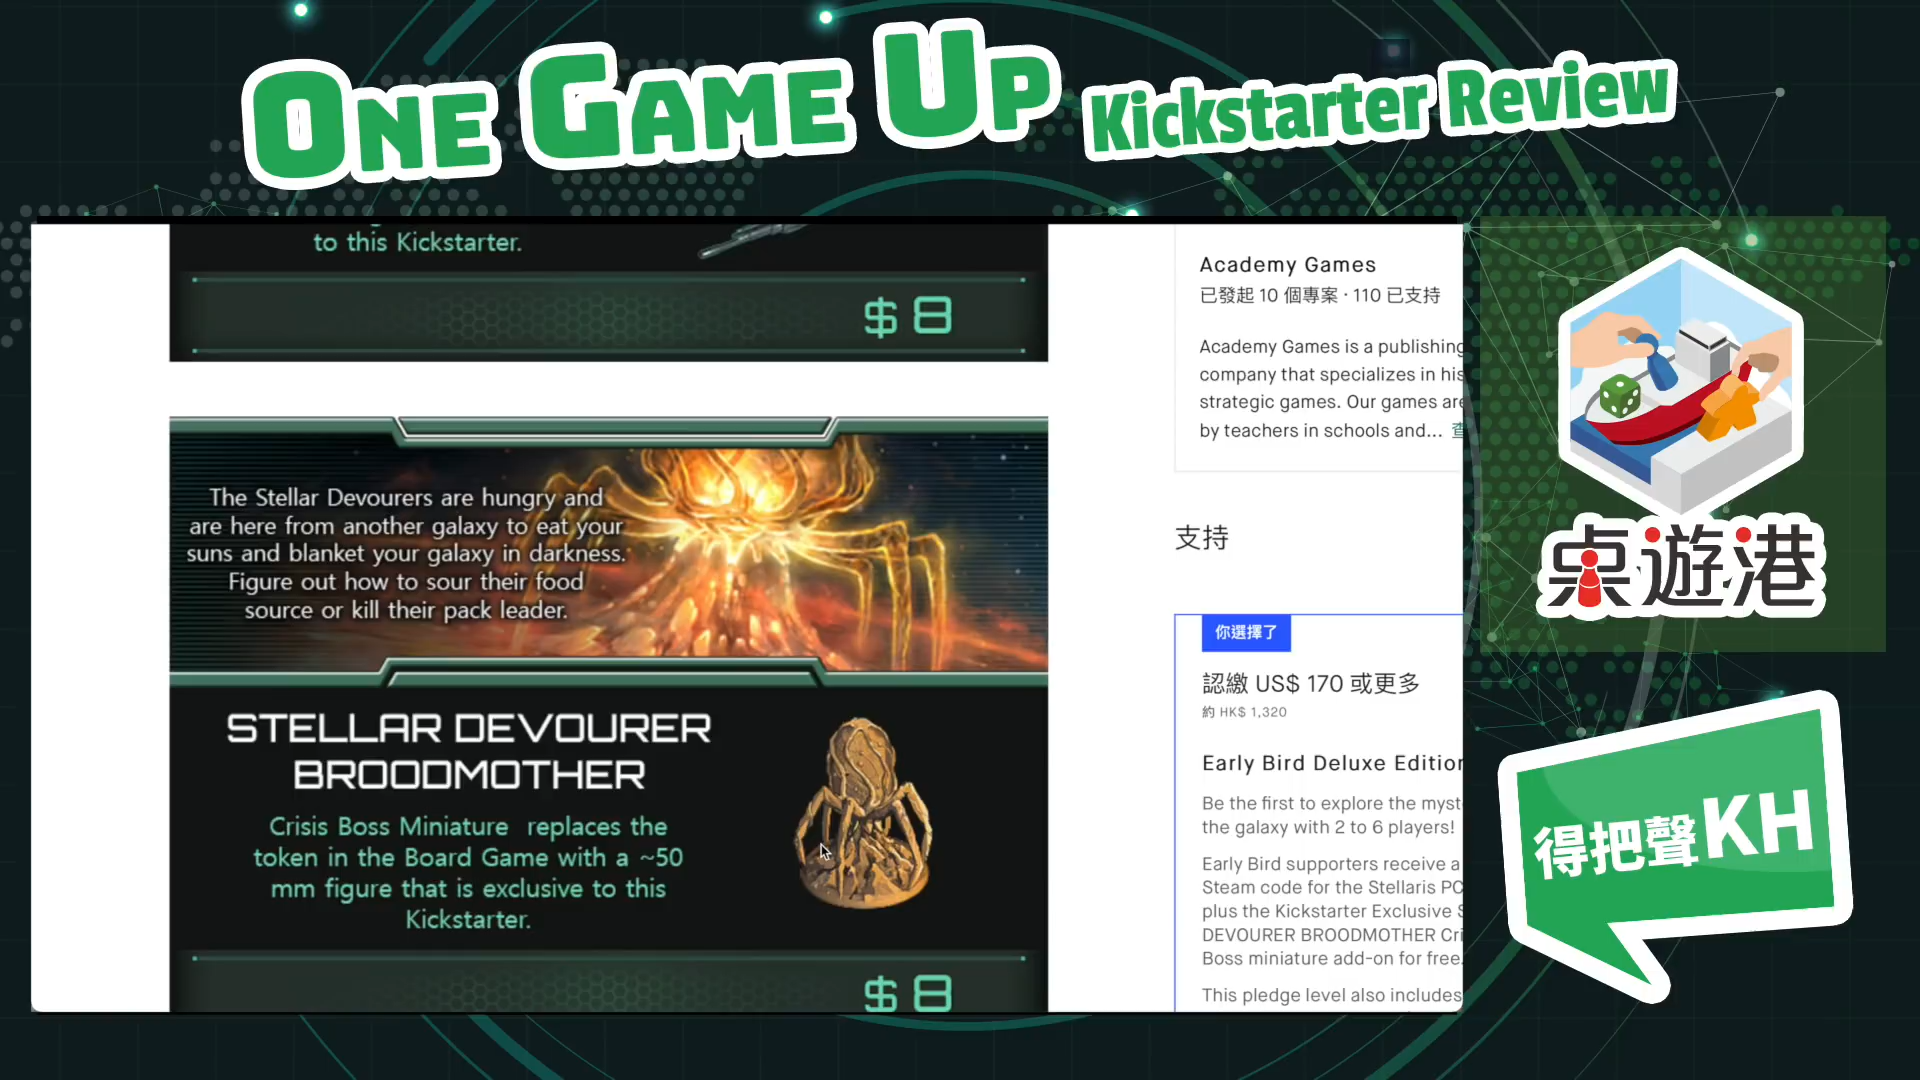 ONE GAME UP Kickstarter Review
to this Kickstarter.
$ 8
The Stellar Devourers are hungry and
are here from another galaxy to eat your
suns and blanket your galaxy in darkness.
Figure out how to sour their food
source or kill their pack leader.
STELLAR DEVOURER
BROODMOTHER
Crisis Boss Miniature replaces the
token in the Board Game with a ~50
mm figure that is exclusive to this
Kickstarter.
$ 8
Academy Games
已發起 10 個專案 · 110 已支持
Academy Games is a publishing
company that specializes in his
strategic games. Our games are
by teachers in schools and... 查
支持
你選擇了
認繳 US$ 170 或更多
約 HK$ 1,320
Early Bird Deluxe Edition
Be the first to explore the myst
the galaxy with 2 to 6 players!
Early Bird supporters receive a
Steam code for the Stellaris PC
plus the Kickstarter Exclusive S
DEVOURER BROODMOTHER Cri
Boss miniature add-on for free.
This pledge level also includes
桌遊港
得把聲KH